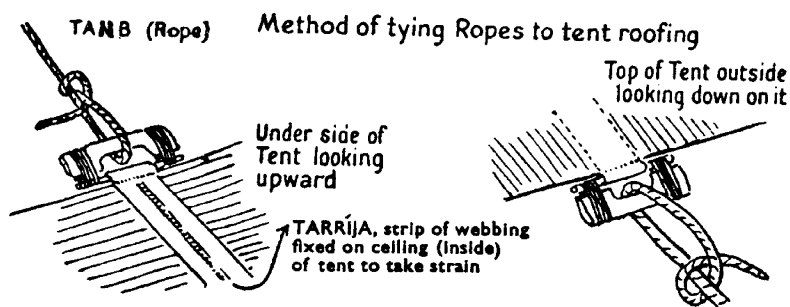 TANB (Rope)
Method of tying Ropes to tent roofing
Top of Tent outside
looking down on it
Under side of
Tent looking
upward
TARRÍJA, strip of webbing
fixed on ceiling (inside)
of tent to take strain